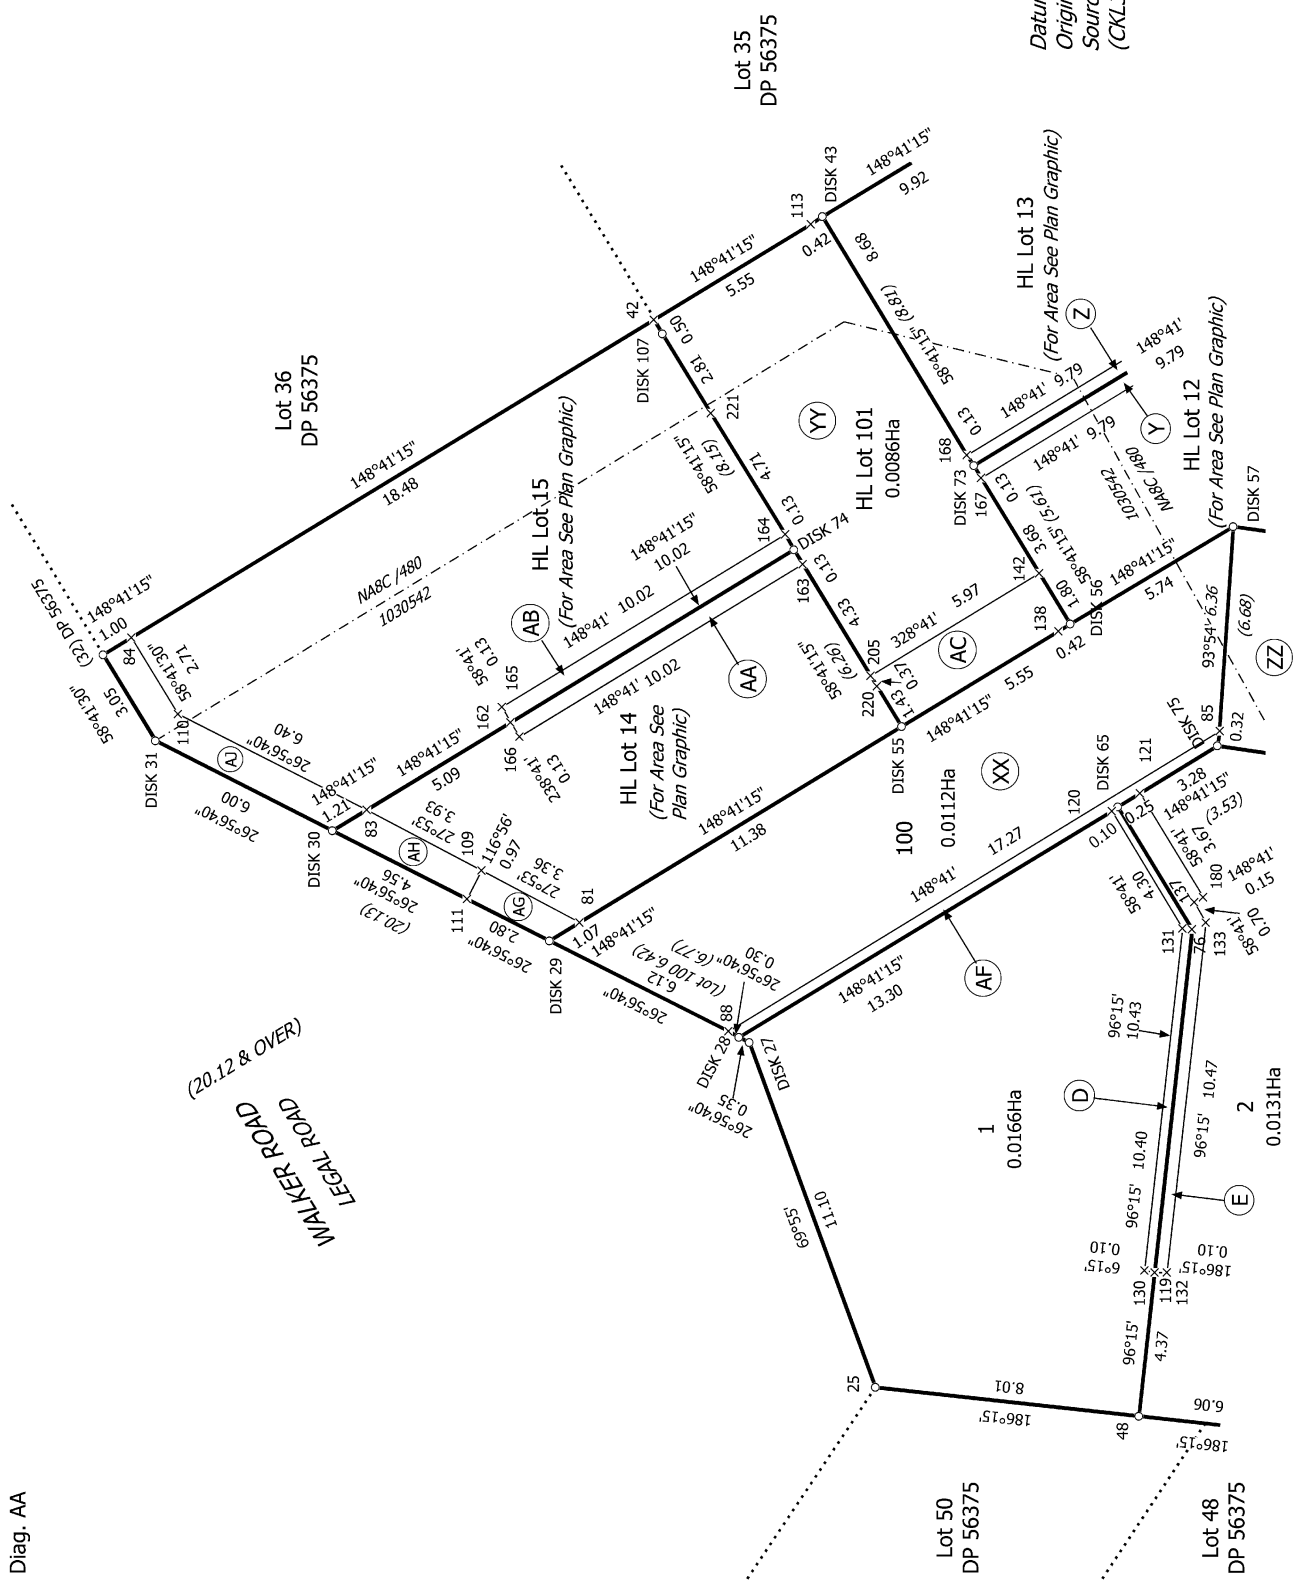 Diag. AA
WALKER ROAD
LEGAL ROAD
(20.12 & OVER)
Lot 36
DP 56375
Lot 35
DP 56375
Datu
Origin
Sourc
(CKL
(32) DP 56375
58°41'30"
3.05
1.00
148°41'15"
84
58°41'30"
2.71
110
DISK 31
AJ
26°56'40"
6.40
6.00
26°56'40"
148°41'15"
18.48
NA8C /480
1030542
DISK 30
1.21
148°41'15"
83
148°41'15"
5.09
AH
27°53'
3.93
109
116°56'
0.97
4.56
26°56'40"
(20.13)
111
AG
27°53'
3.36
2.80
26°56'40"
DISK 29
1.07
81
148°41'15"
148°41'15"
11.38
162
58°41'
0.13
165
166
238°41'
0.13
AB
148°41'
10.02
148°41'15"
10.02
148°41' 10.02
AA
HL Lot 15
(For Area See Plan Graphic)
HL Lot 14
(For Area See
Plan Graphic)
42
DISK 107
0.50
2.81
221
58°41'15"
(8.15)
4.71
164
0.13
DISK 74
163
0.13
4.33
58°41'15"
(6.26)
205
220
0.37
1.43
DISK 55
148°41'15"
5.55
113
0.42
DISK 43
148°41'15"
9.92
8.68
58°41'15" (8.81)
YY
HL Lot 101
0.0086Ha
168
0.13
DISK 73
167
0.13
3.68
58°41'15" (5.61)
142
1.80
DISK 56
138
0.42
328°41'
5.97
AC
148°41'15"
5.55
HL Lot 13
(For Area See Plan Graphic)
Z
148°41'
9.79
148°41'
9.79
148°41'
9.79
Y
1030542
NA8C /480
HL Lot 12
(For Area See Plan Graphic)
148°41'15"
5.74
DISK 57
93°54' 6.36
(6.68)
ZZ
85
0.32
DISK 75
XX
100
0.0112Ha
26°56'40"
6.12
(Lot 100 6.42)
26°56'40" (6.77)
0.30
88
DISK 28
DISK 27
26°56'40"
0.35
148°41'
17.27
148°41'15"
13.30
AF
120
DISK 65
121
0.10
0.25
3.28
148°41'15"
(3.53)
58°41'
3.67
58°41'
4.30
137
180
148°41'
0.15
131
76
133
58°41'
0.70
69°55'
11.10
1
0.0166Ha
96°15'
10.43
D
10.40
96°15'
10.47
96°15'
E
2
0.0131Ha
6°15'
0.10
130
119
132
186°15'
0.10
96°15'
4.37
25
8.01
186°15'
48
6.06
186°15'
Lot 50
DP 56375
Lot 48
DP 56375